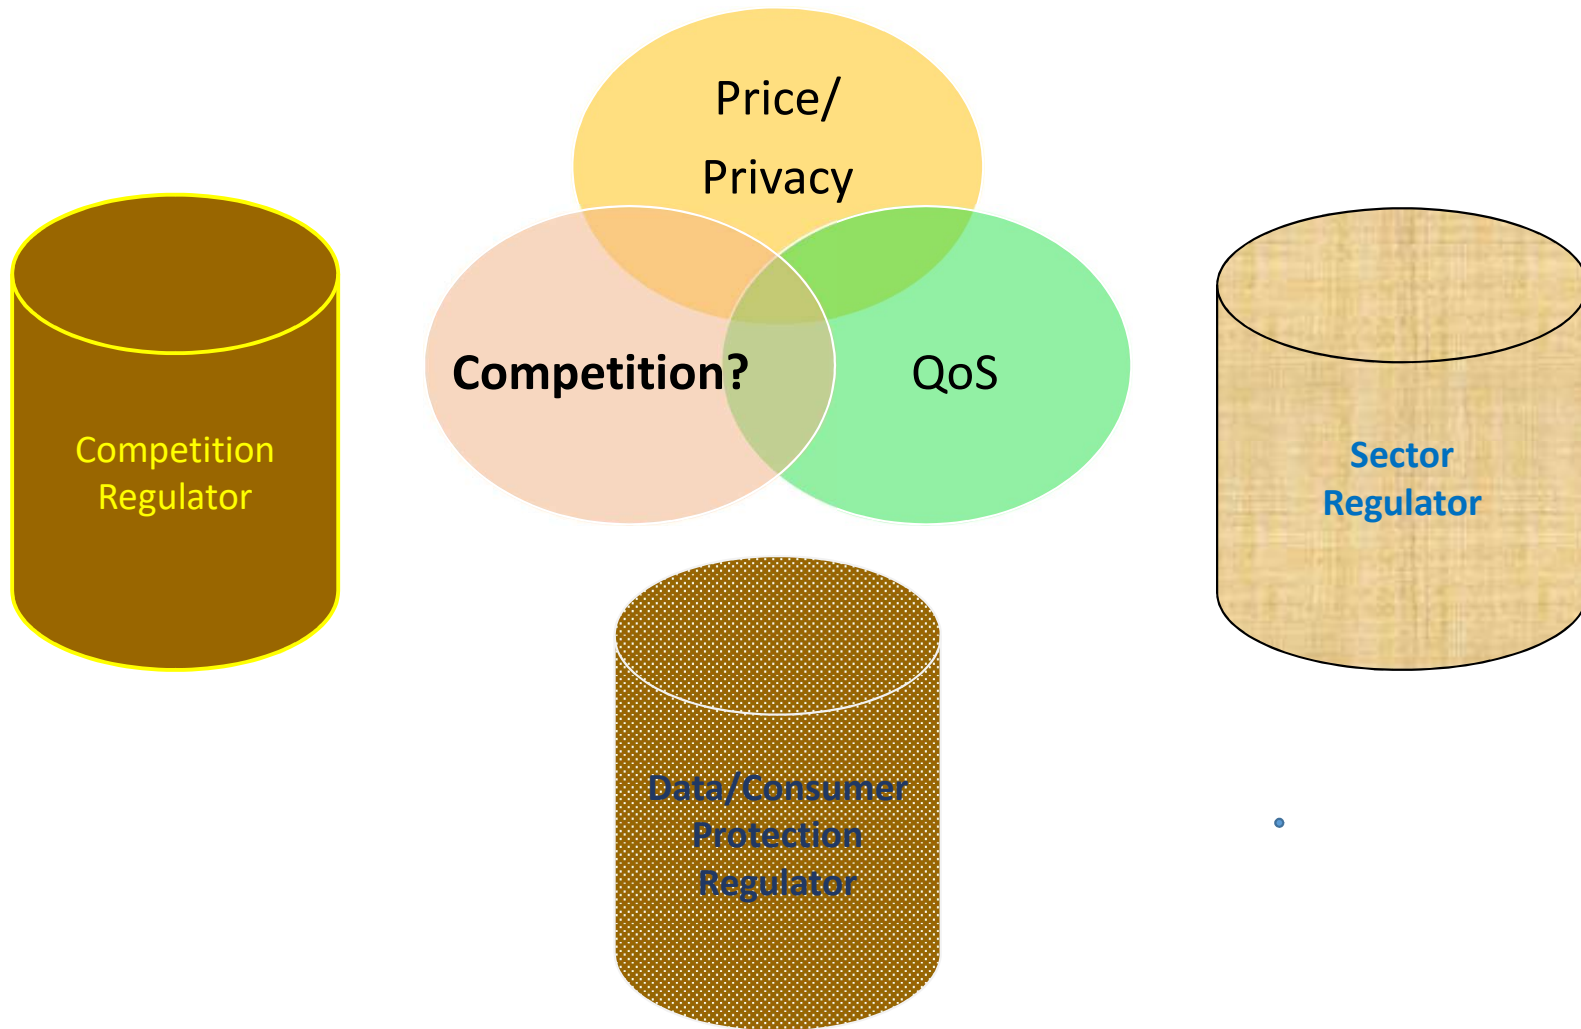 Price/
Privacy
Competition?
QoS
Competition
Regulator
Sector
Regulator
Data/Consumer
Protection
Regulator